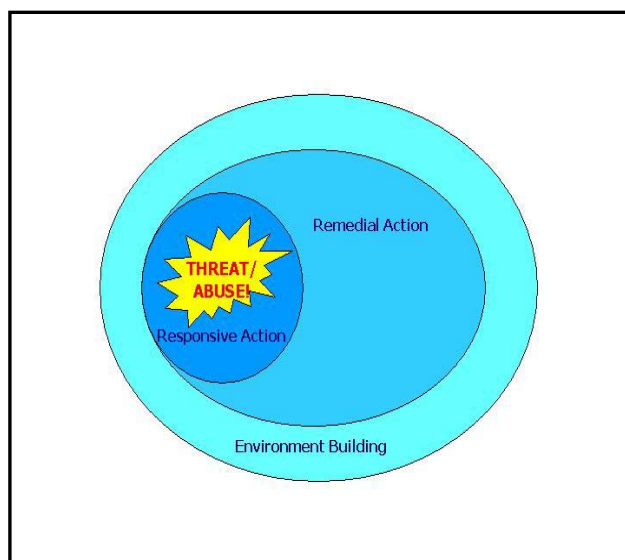 Remedial Action
THREAT/
ABUSE!
Responsive Action
Environment Building